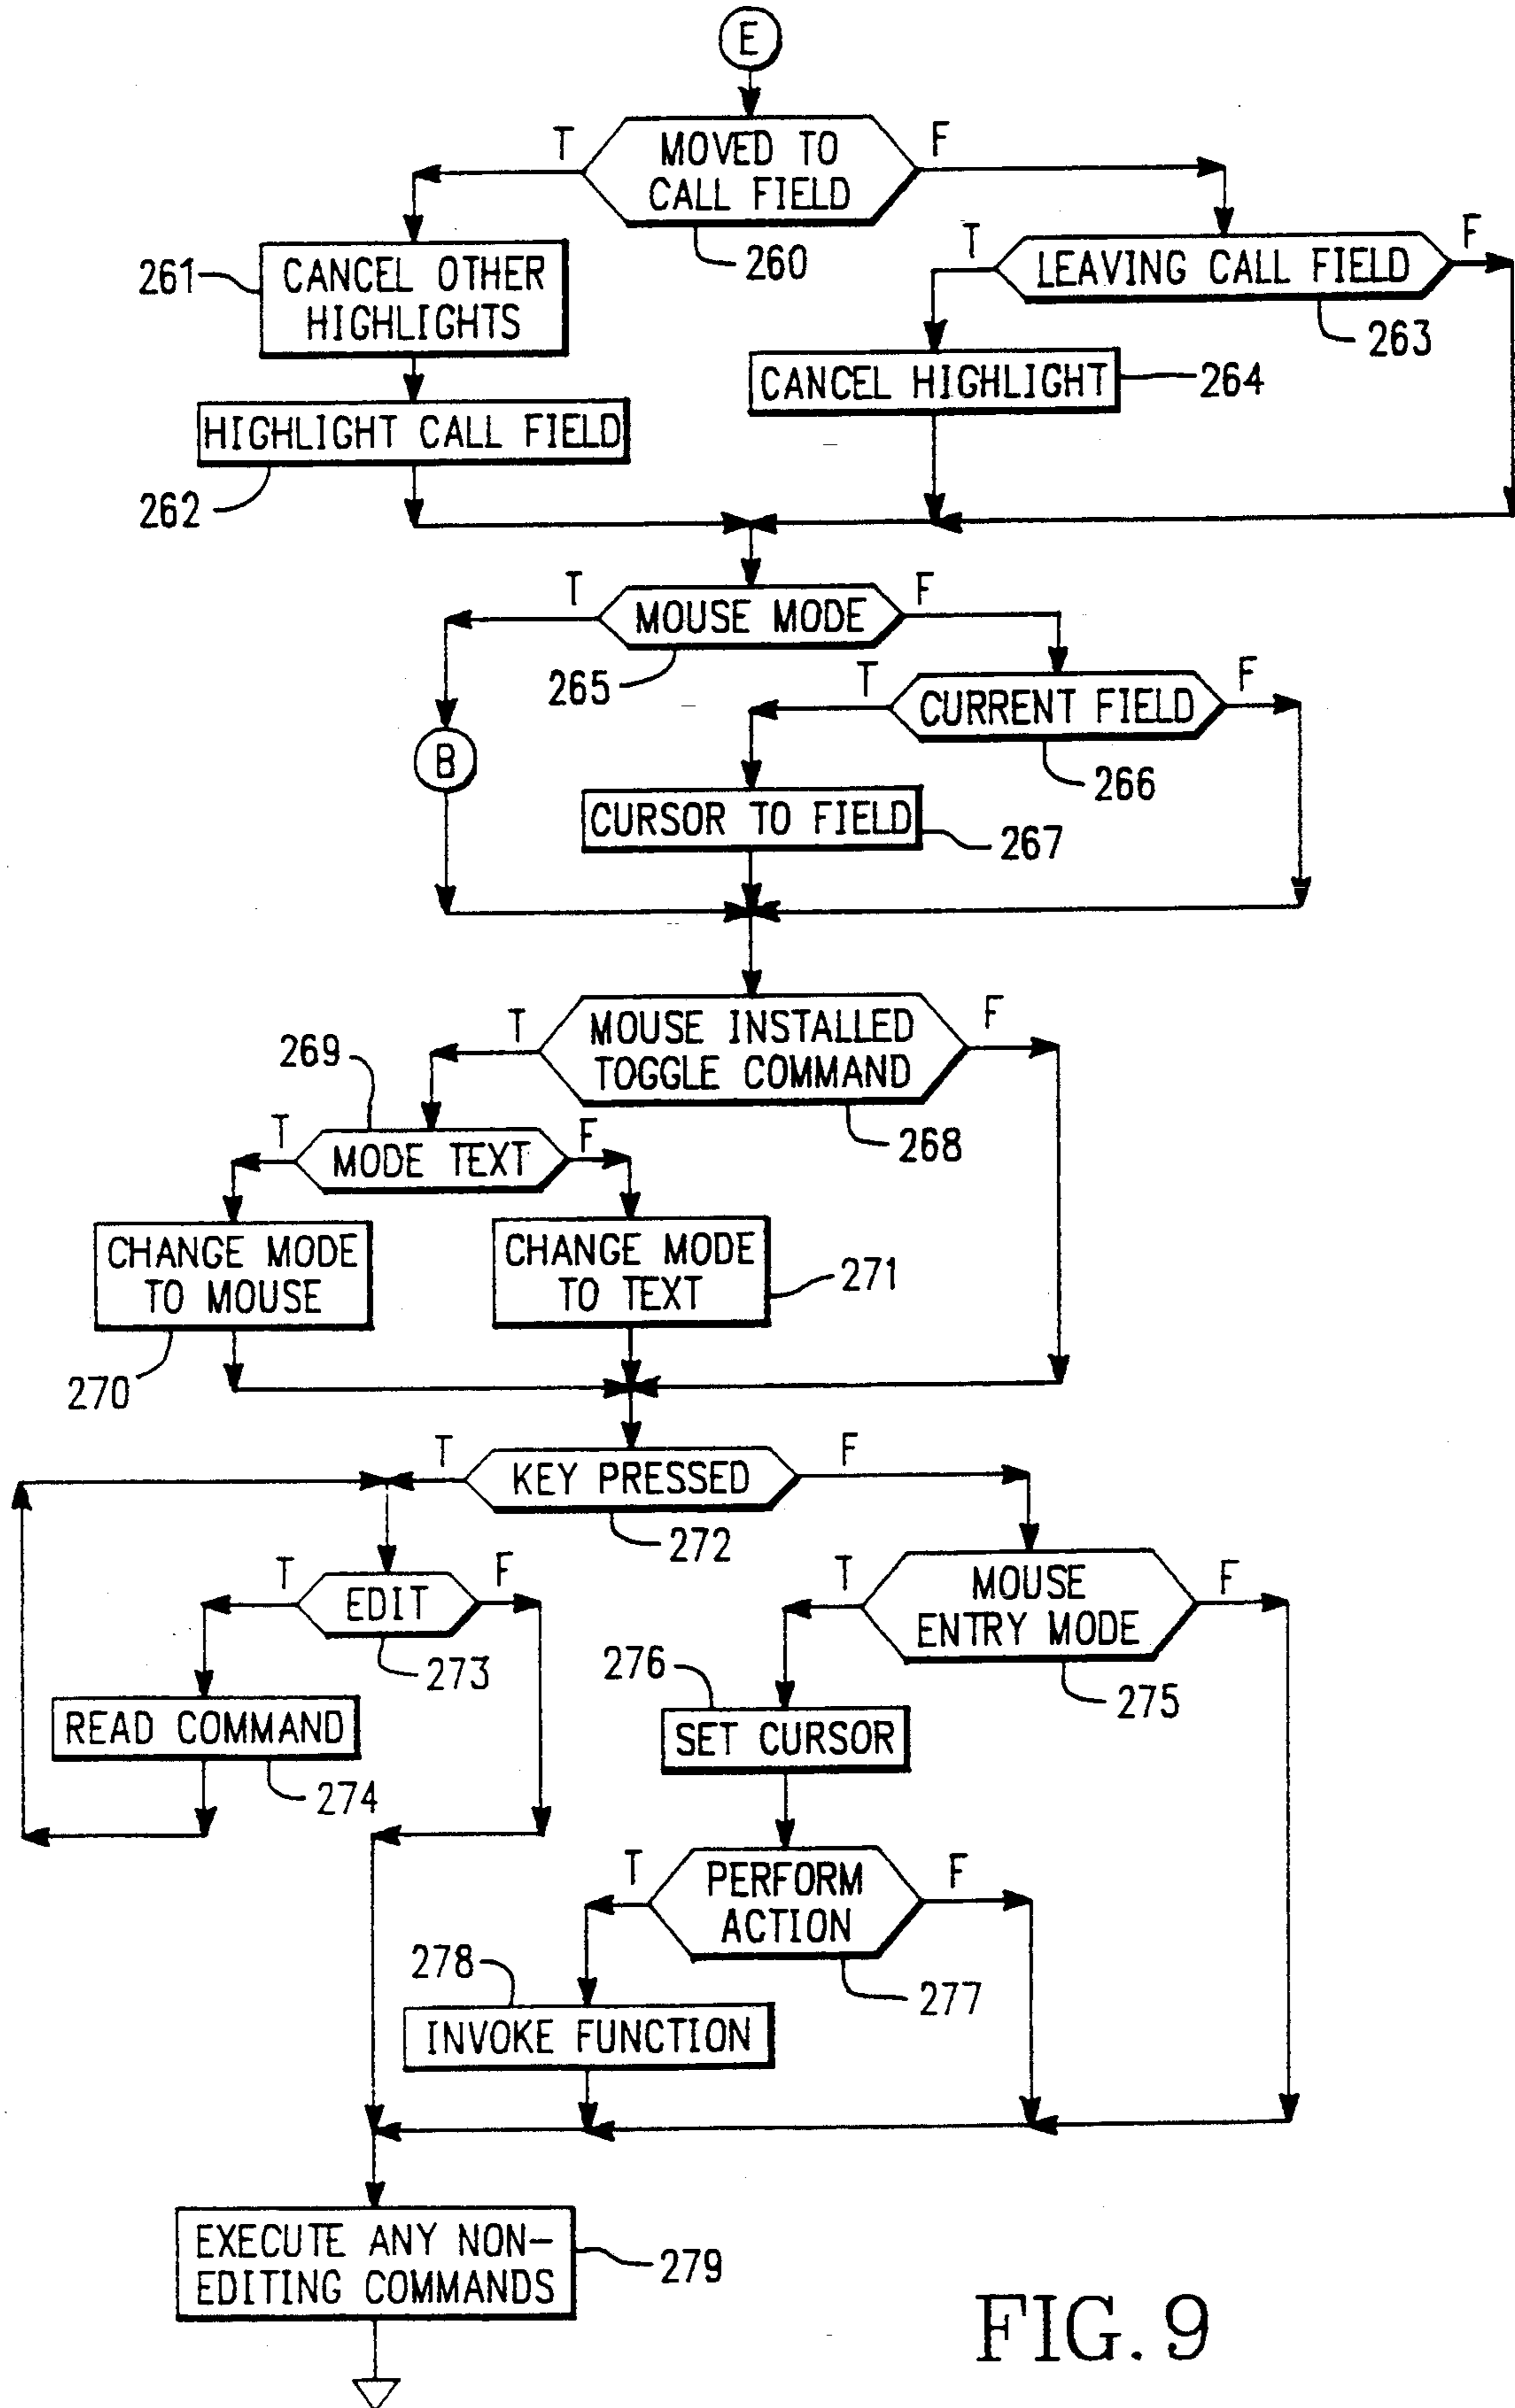 E
MOVED TO
CALL FIELD
T
F
260
261
CANCEL OTHER
HIGHLIGHTS
T
LEAVING CALL FIELD
F
263
CANCEL HIGHLIGHT
264
HIGHLIGHT CALL FIELD
262
T
MOUSE MODE
F
265
T
CURRENT FIELD
F
266
B
CURSOR TO FIELD
267
T
MOUSE INSTALLED
TOGGLE COMMAND
F
268
269
T
MODE TEXT
F
CHANGE MODE
TO MOUSE
270
CHANGE MODE
TO TEXT
271
T
KEY PRESSED
F
272
T
EDIT
F
273
T
MOUSE
ENTRY MODE
F
275
READ COMMAND
274
276
SET CURSOR
T
PERFORM
ACTION
F
277
278
INVOKE FUNCTION
EXECUTE ANY NON-
EDITING COMMANDS
279
FIG. 9